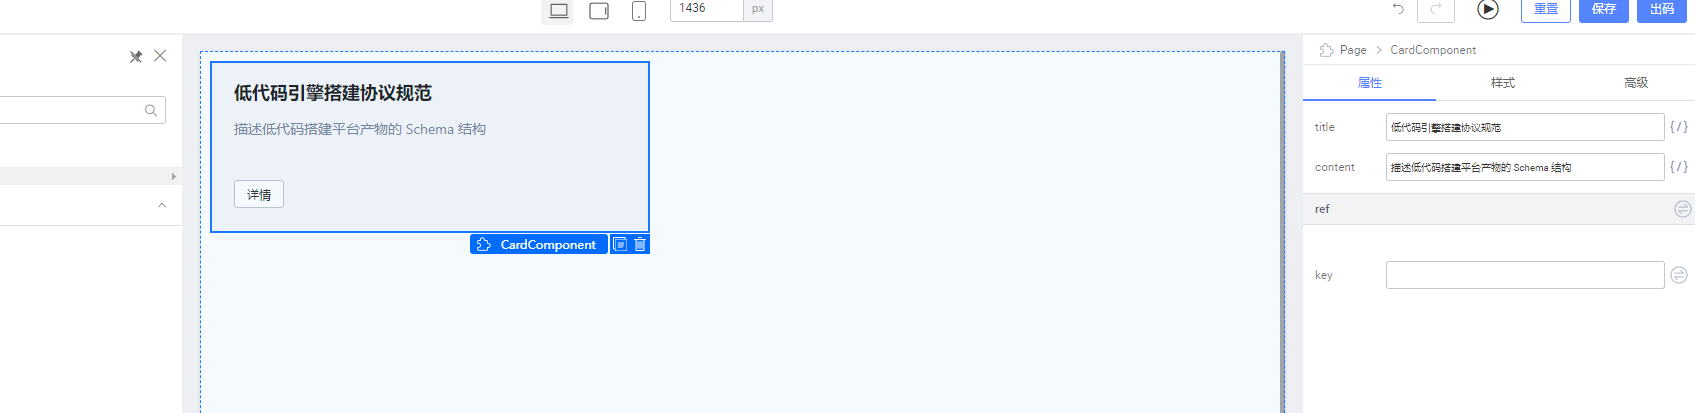 1436 px
重置 保存 出码
Page > CardComponent
属性 样式 高级
低代码引擎搭建协议规范
描述低代码搭建平台产物的 Schema 结构
详情
CardComponent
title 低代码引擎搭建协议规范 {/}
content 描述低代码搭建平台产物的 Schema 结构 {/}
ref
key